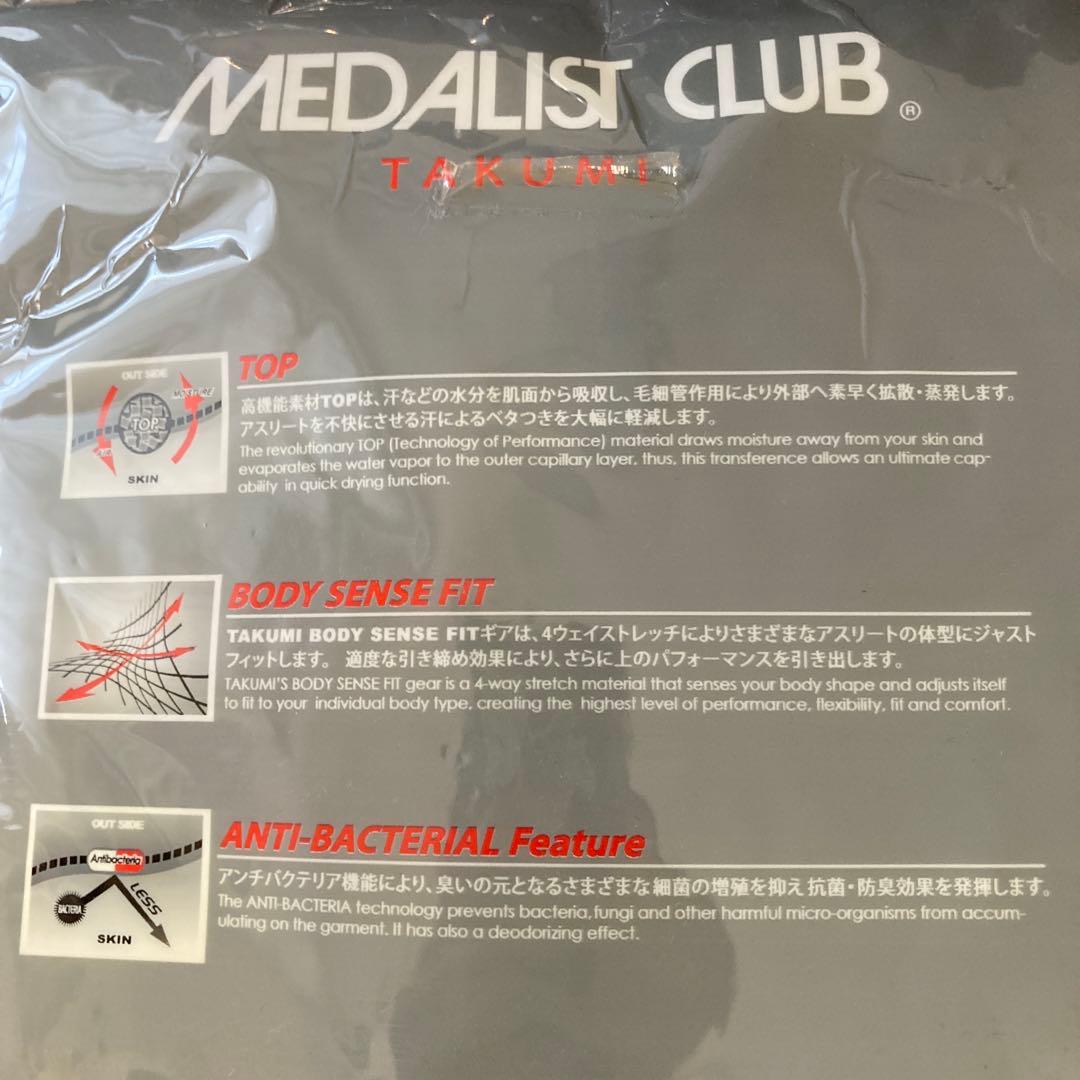 MEDALIST CLUB®
TAKUMI
OUT SIDE
MOISTURE
TOP
SKIN
TOP
高機能素材TOPは、汗などの水分を肌面から吸収し、毛細管作用により外部へ素早く拡散・蒸発します。
アスリートを不快にさせる汗によるベタつきを大幅に軽減します。
The revolutionary TOP (Technology of Performance) material draws moisture away from your skin and
evaporates the water vapor to the outer capillary layer. thus, this transference allows an ultimate cap-
ability in quick drying function.
BODY SENSE FIT
TAKUMI BODY SENSE FITギアは、4ウェイストレッチによりさまざまなアスリートの体型にジャスト
フィットします。 適度な引き締め効果により、さらに上のパフォーマンスを引き出します。
TAKUMI'S BODY SENSE FIT gear is a 4-way stretch material that senses your body shape and adjusts itself
to fit to your individual body type, creating the highest level of performance, flexibility, fit and comfort.
OUT SIDE
Antibacteria
BACTERIA
LESS
SKIN
ANTI-BACTERIAL Feature
アンチバクテリア機能により、臭いの元となるさまざまな細菌の増殖を抑え抗菌・防臭効果を発揮します。
The ANTI-BACTERIA technology prevents bacteria, fungi and other harmful micro-organisms from accum-
ulating on the garment. It has also a deodorizing effect.